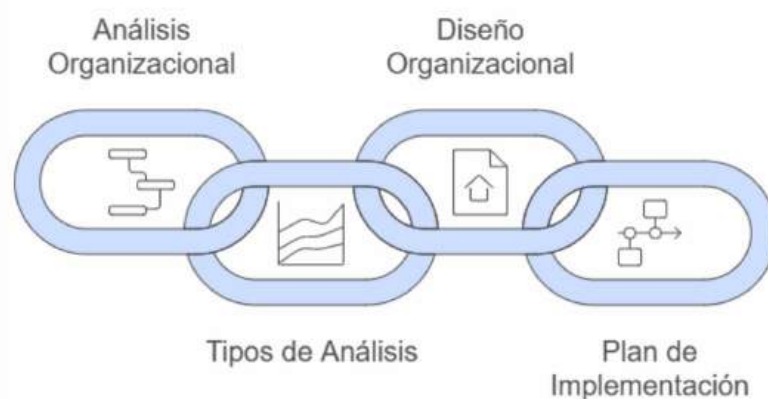 Análisis
Organizacional
Diseño
Organizacional
Tipos de Análisis
Plan de
Implementación